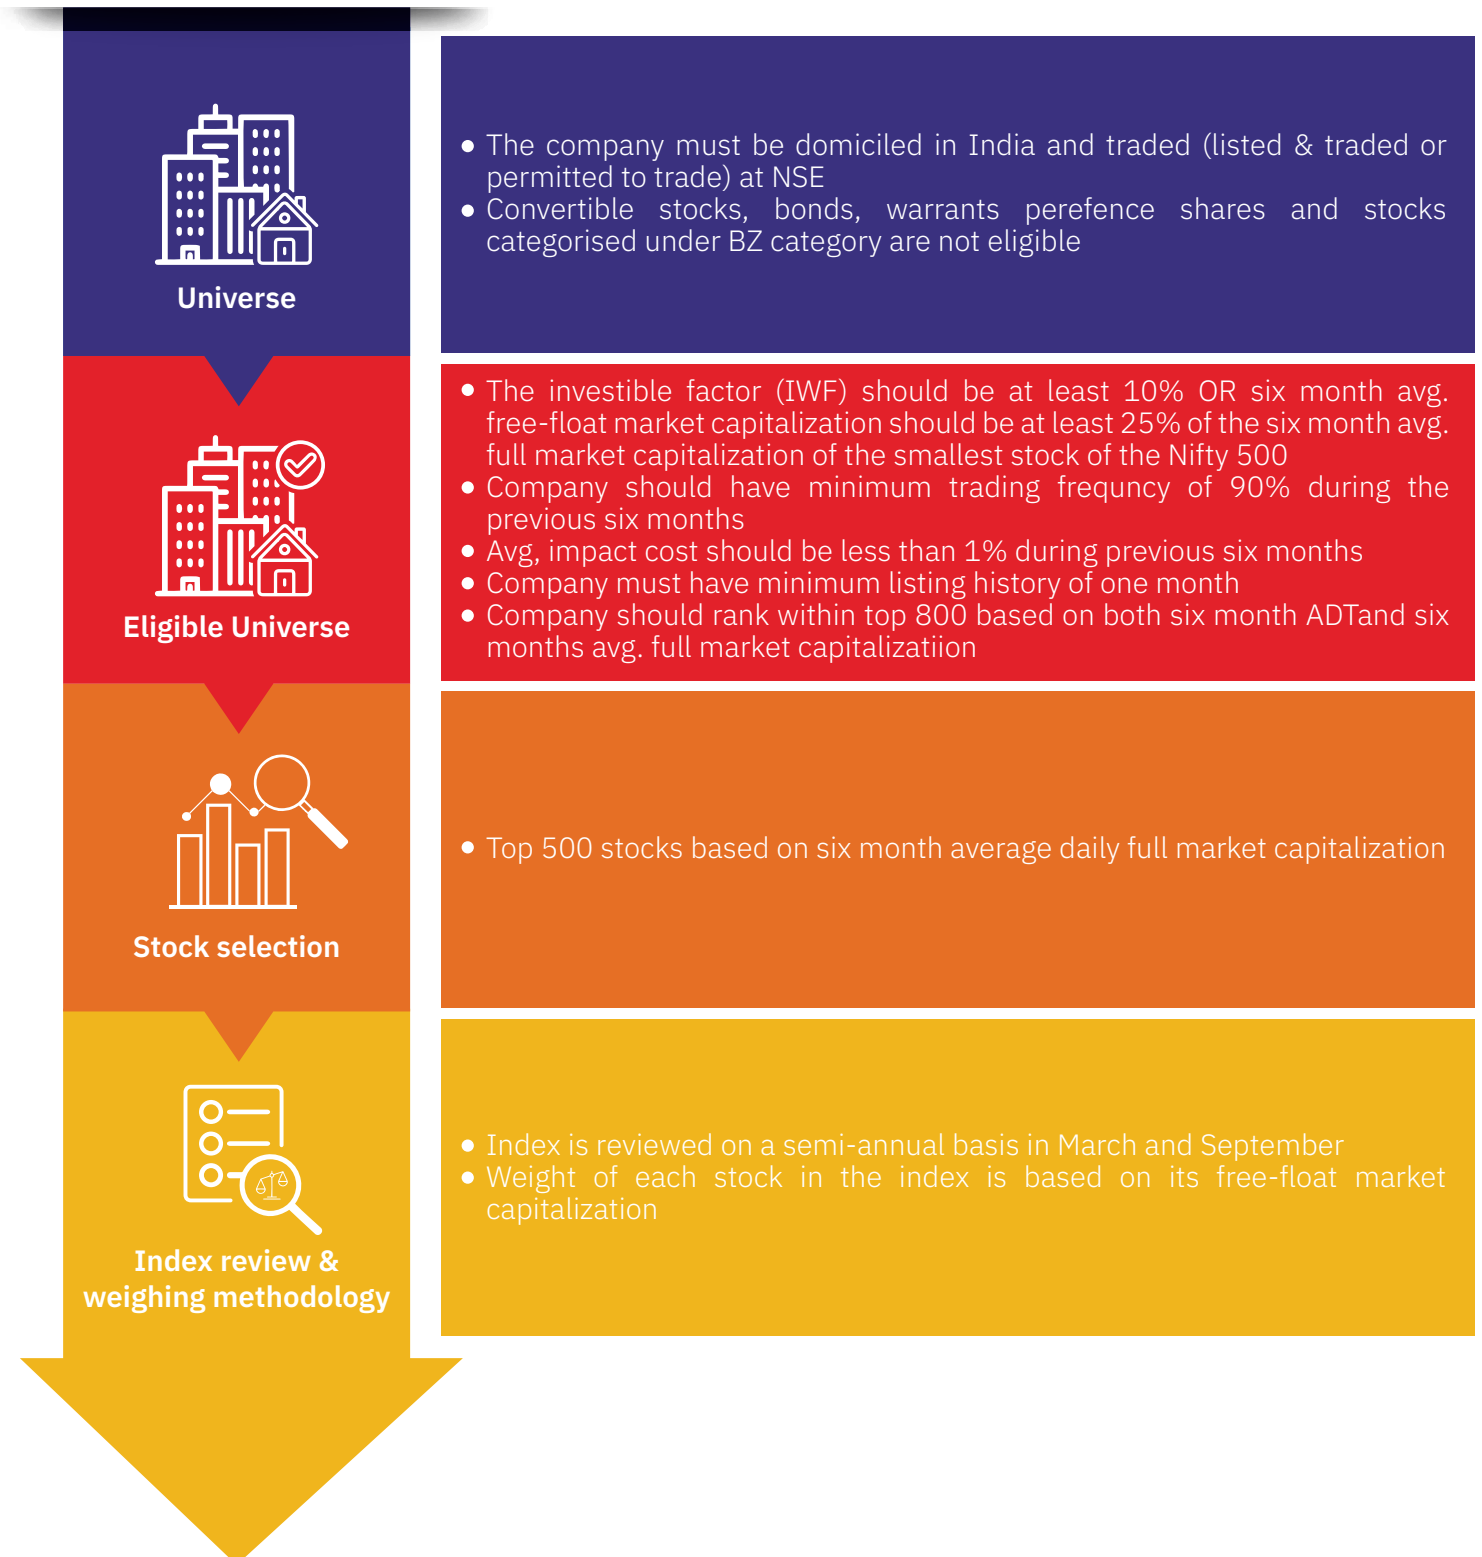 Universe
The company must be domiciled in India and traded (listed & traded or
permitted to trade) at NSE
Convertible stocks, bonds, warrants perefence shares and stocks
categorised under BZ category are not eligible
Eligible Universe
The investible factor (IWF) should be at least 10% OR six month avg.
free-float market capitalization should be at least 25% of the six month avg.
full market capitalization of the smallest stock of the Nifty 500
Company should have minimum trading frequncy of 90% during the
previous six months
Avg, impact cost should be less than 1% during previous six months
Company must have minimum listing history of one month
Company should rank within top 800 based on both six month ADTand six
months avg. full market capitalizatiion
Stock selection
Top 500 stocks based on six month average daily full market capitalization
Index review &
weighing methodology
Index is reviewed on a semi-annual basis in March and September
Weight of each stock in the index is based on its free-float market
capitalization